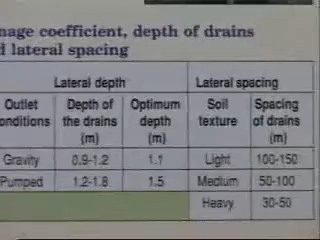 nage coefficient, depth of drains
d lateral spacing
Lateral depth Lateral spacing
Outlet onditions Depth of the drains (m) Optimum depth (m) Soil texture Spacing of drains (m)
Gravity 0.9-1.2 1.1 Light 100-150
Pumped 1.2-1.8 1.5 Medium 50-100
Heavy 30-50